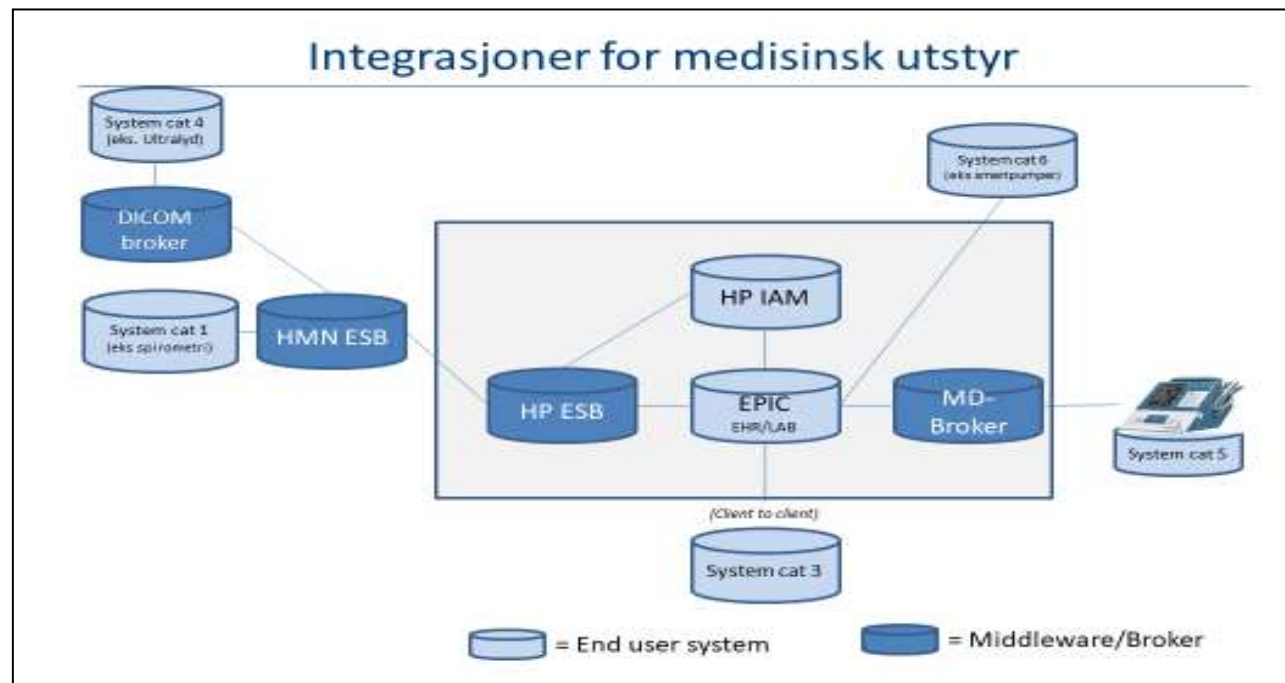 Integrasjoner for medisinsk utstyr
System cat 4
(eks. Ultralyd)
System cat 6
(eks smartpumper)
DICOM
broker
HP IAM
System cat 1
(eks spirometri)
HMN ESB
HP ESB
EPIC
EHR/LAB
MD-
Broker
System cat 5
(Client to client)
System cat 3
= End user system
= Middleware/Broker